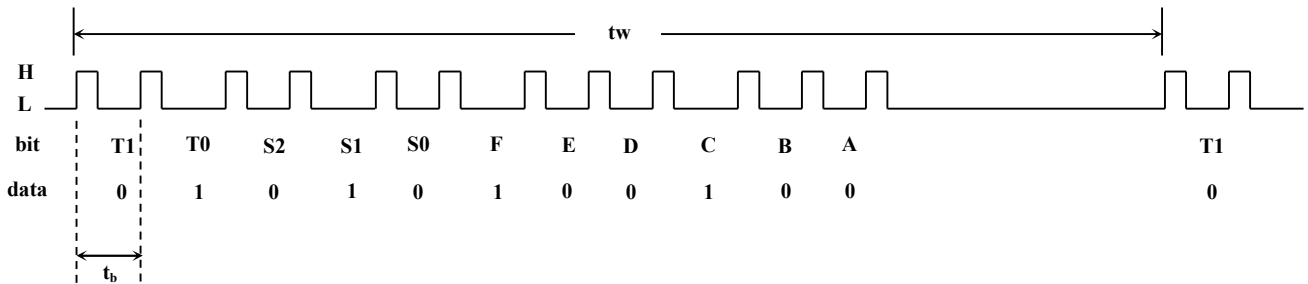 tw
H
L
bit T1 T0 S2 S1 S0 F E D C B A T1
data 0 1 0 1 0 1 0 0 1 0 0 0
tb